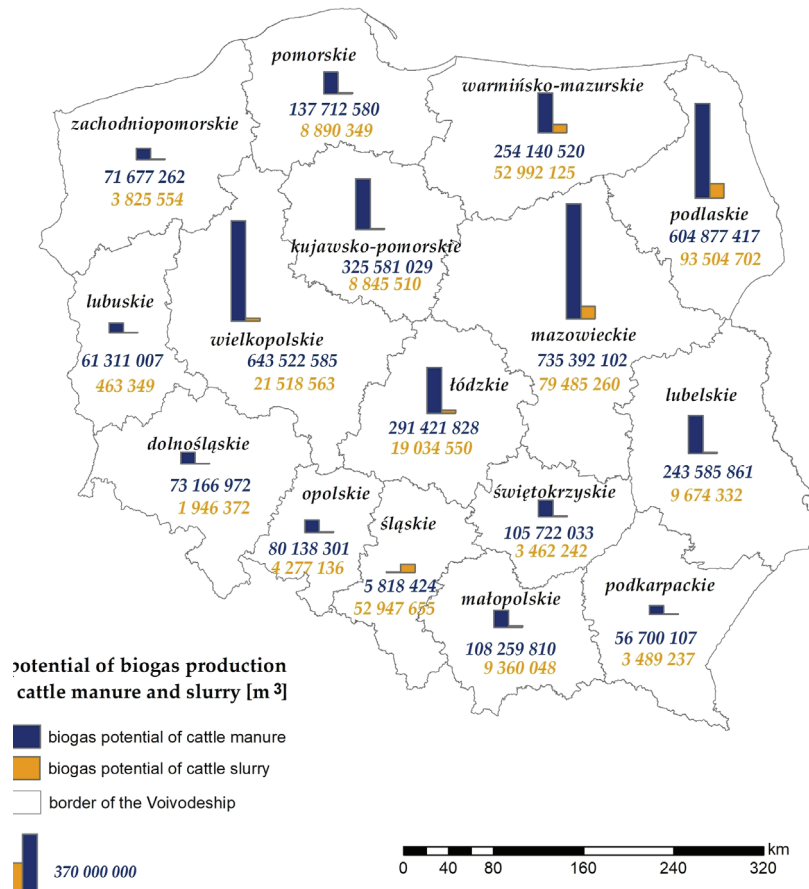 pomorskie
137 712 580
8 890 349
warmińsko-mazurskie
254 140 520
52 992 125
zachodniopomorskie
71 677 262
3 825 554
podlaskie
604 877 417
93 504 702
kujawsko-pomorskie
325 581 029
8 845 510
lubuskie
61 311 007
463 349
wielkopolskie
643 522 585
21 518 563
mazowieckie
735 392 102
79 485 260
łódzkie
291 421 828
19 034 550
lubelskie
243 585 861
9 674 332
dolnośląskie
73 166 972
1 946 372
opolskie
80 138 301
4 277 136
śląskie
5 818 424
52 947 655
świętokrzyskie
105 722 033
3 462 242
małopolskie
108 259 810
9 360 048
podkarpackie
56 700 107
3 489 237
potential of biogas production
cattle manure and slurry [m³]
biogas potential of cattle manure
biogas potential of cattle slurry
border of the Voivodeship
370 000 000
km
0 40 80 160 240 320